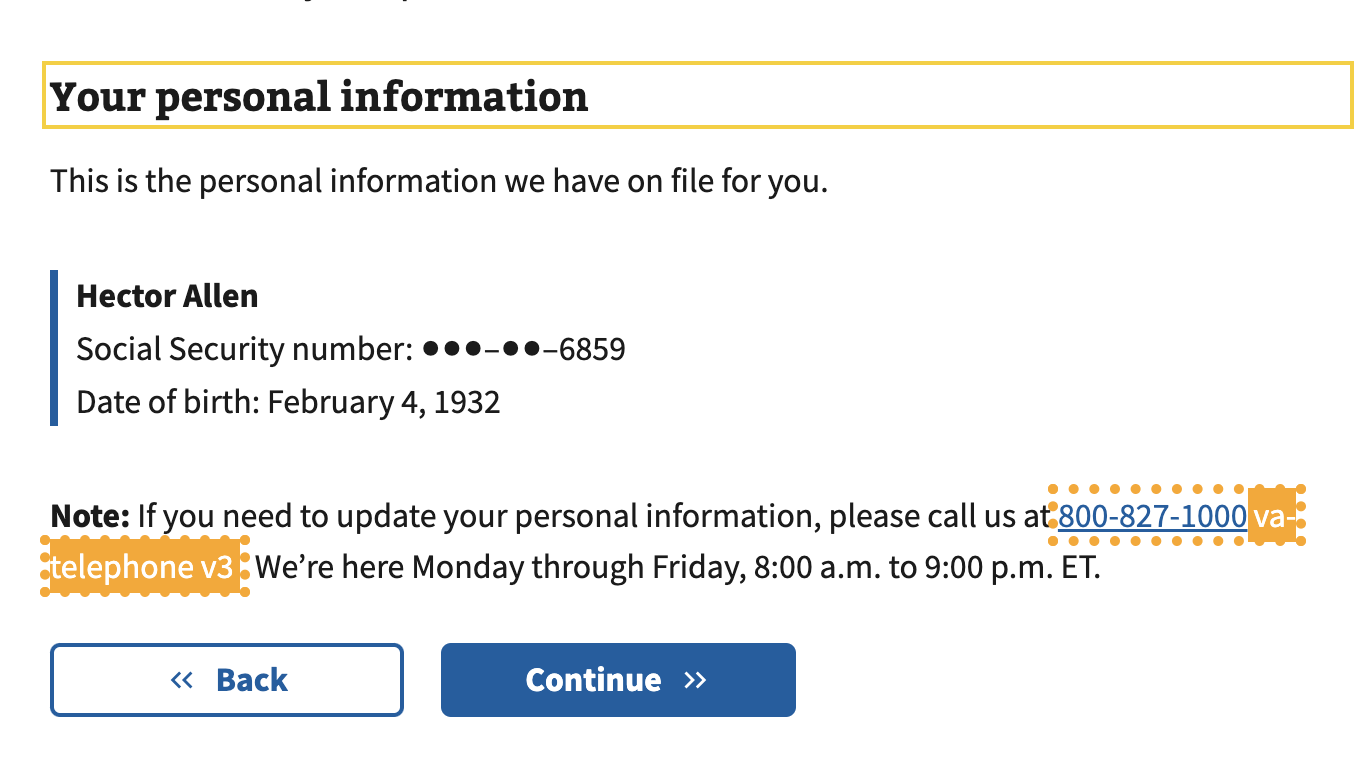 Your personal information
This is the personal information we have on file for you.
Hector Allen
Social Security number: ●●●–●●–6859
Date of birth: February 4, 1932
Note: If you need to update your personal information, please call us at 800-827-1000 va-
telephone v3 We’re here Monday through Friday, 8:00 a.m. to 9:00 p.m. ET.
Back
Continue